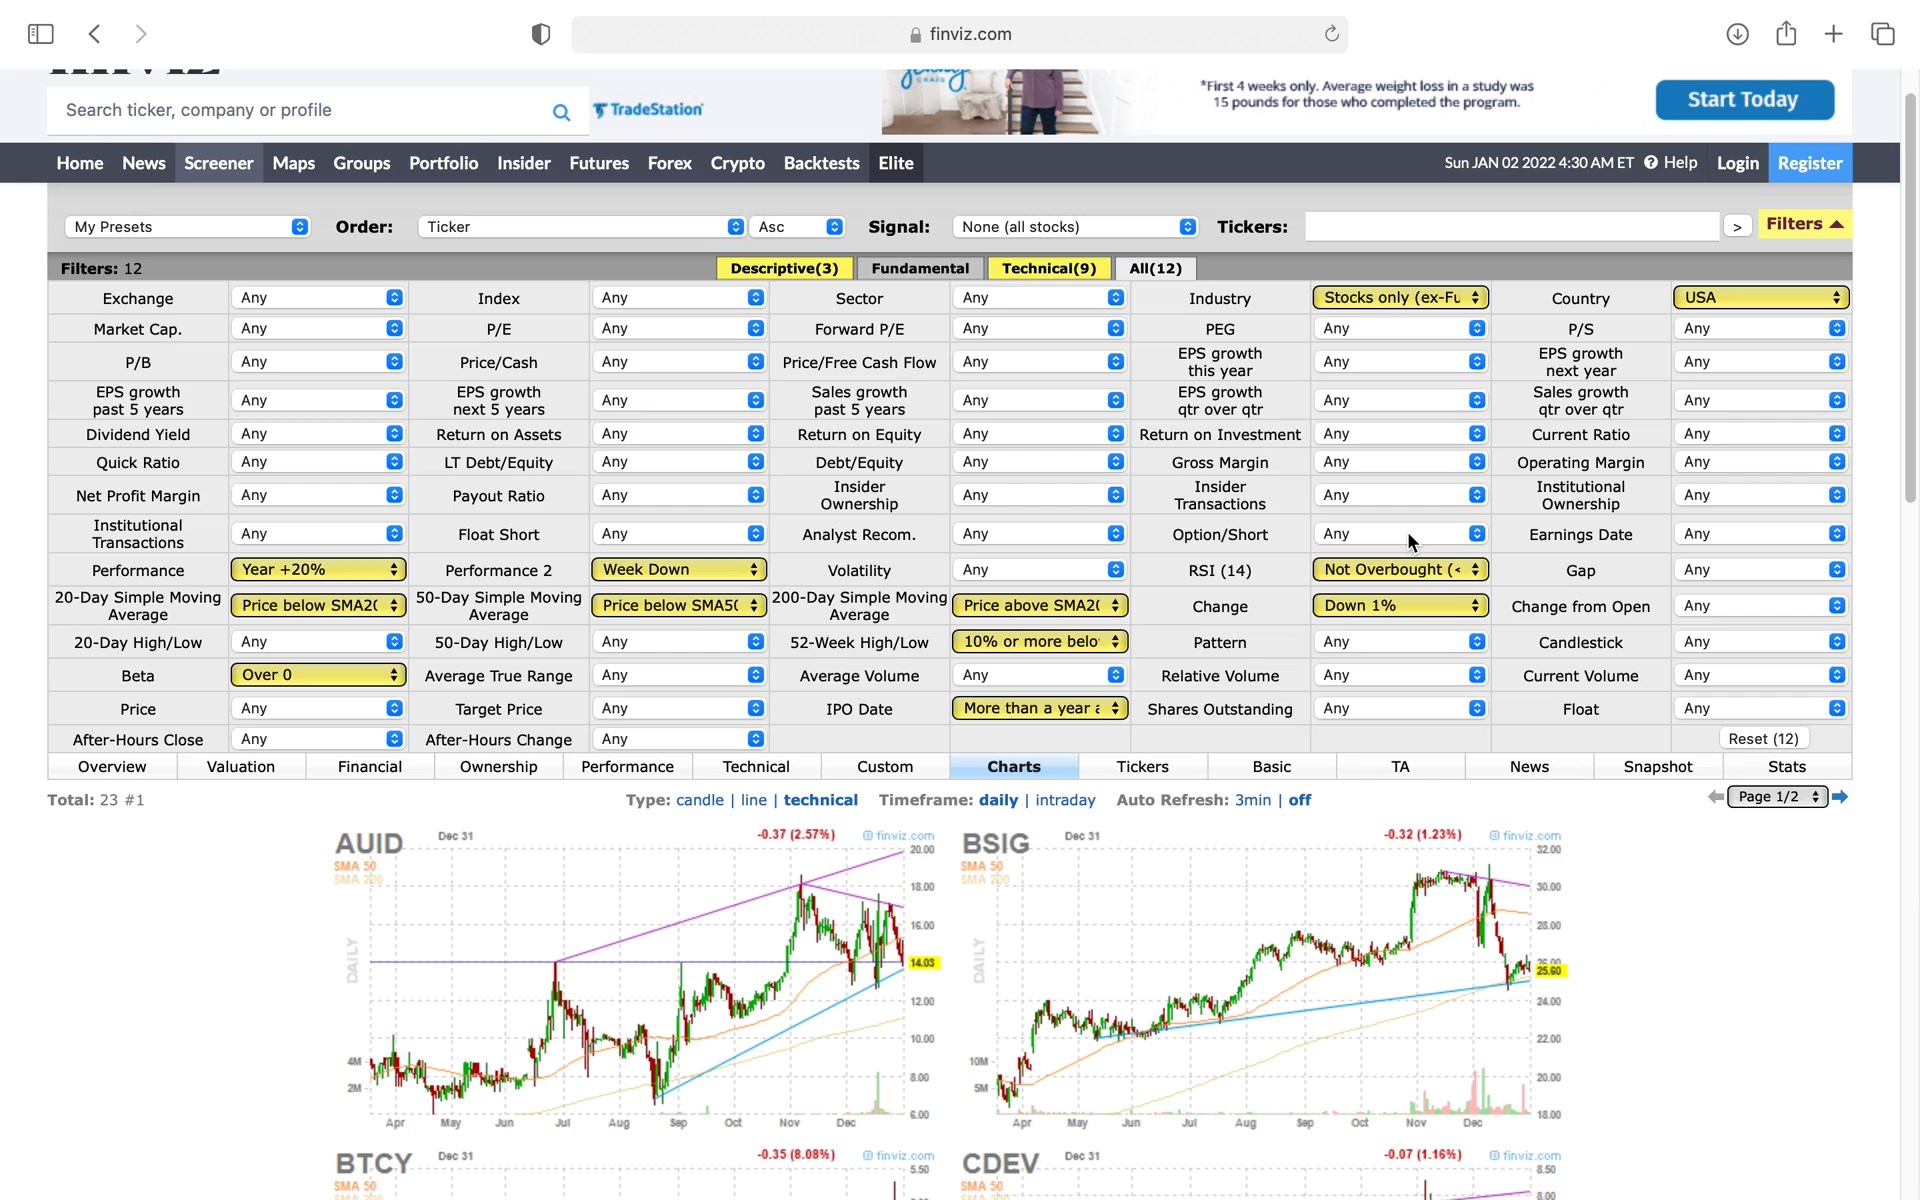 finviz.com
finviz
*First 4 weeks only. Average weight loss in a study was
15 pounds for those who completed the program.
Start Today
Search ticker, company or profile
TradeStation
Home News Screener Maps Groups Portfolio Insider Futures Forex Crypto Backtests Elite Sun JAN 02 2022 4:30 AM ET Help Login Register
My Presets Order: Ticker Asc Signal: None (all stocks) Tickers: > Filters
Filters: 12 Descriptive(3) Fundamental Technical(9) All(12)
Exchange Any Index Any Sector Any Industry Stocks only (ex-Fu Country USA
Market Cap. Any P/E Any Forward P/E Any PEG Any P/S Any
P/B Any Price/Cash Any Price/Free Cash Flow Any EPS growth this year Any EPS growth next year Any
EPS growth past 5 years Any EPS growth next 5 years Any Sales growth past 5 years Any EPS growth qtr over qtr Any Sales growth qtr over qtr Any
Dividend Yield Any Return on Assets Any Return on Equity Any Return on Investment Any Current Ratio Any
Quick Ratio Any LT Debt/Equity Any Debt/Equity Any Gross Margin Any Operating Margin Any
Net Profit Margin Any Payout Ratio Any Insider Ownership Any Insider Transactions Any Institutional Ownership Any
Institutional Transactions Any Float Short Any Analyst Recom. Any Option/Short Any Earnings Date Any
Performance Year +20% Performance 2 Week Down Volatility Any RSI (14) Not Overbought (< Gap Any
20-Day Simple Moving Average Price below SMA2( 50-Day Simple Moving Average Price below SMA5( 200-Day Simple Moving Average Price above SMA2( Change Down 1% Change from Open Any
20-Day High/Low Any 50-Day High/Low Any 52-Week High/Low 10% or more belo Pattern Any Candlestick Any
Beta Over 0 Average True Range Any Average Volume Any Relative Volume Any Current Volume Any
Price Any Target Price Any IPO Date More than a year a Shares Outstanding Any Float Any
After-Hours Close Any After-Hours Change Any Reset (12)
Overview Valuation Financial Ownership Performance Technical Custom Charts Tickers Basic TA News Snapshot Stats
Total: 23 #1 Type: candle | line | technical Timeframe: daily | intraday Auto Refresh: 3min | off Page 1/2
AUID Dec 31 -0.37 (2.57%) © finviz.com
SMA 50
SMA 200
DAILY
20.00
18.00
16.00
14.03
12.00
10.00
8.00
6.00
4M
2M
Apr May Jun Jul Aug Sep Oct Nov Dec
BSIG Dec 31 -0.32 (1.23%) © finviz.com
SMA 50
SMA 200
DAILY
32.00
30.00
28.00
26.00
25.60
24.00
22.00
20.00
18.00
10M
5M
Apr May Jun Jul Aug Sep Oct Nov Dec
BTCY Dec 31 -0.35 (8.08%) © finviz.com
SMA 50
SMA 200
5.50
CDEV Dec 31 -0.07 (1.16%) © finviz.com
SMA 50
SMA 200
8.50
8.00